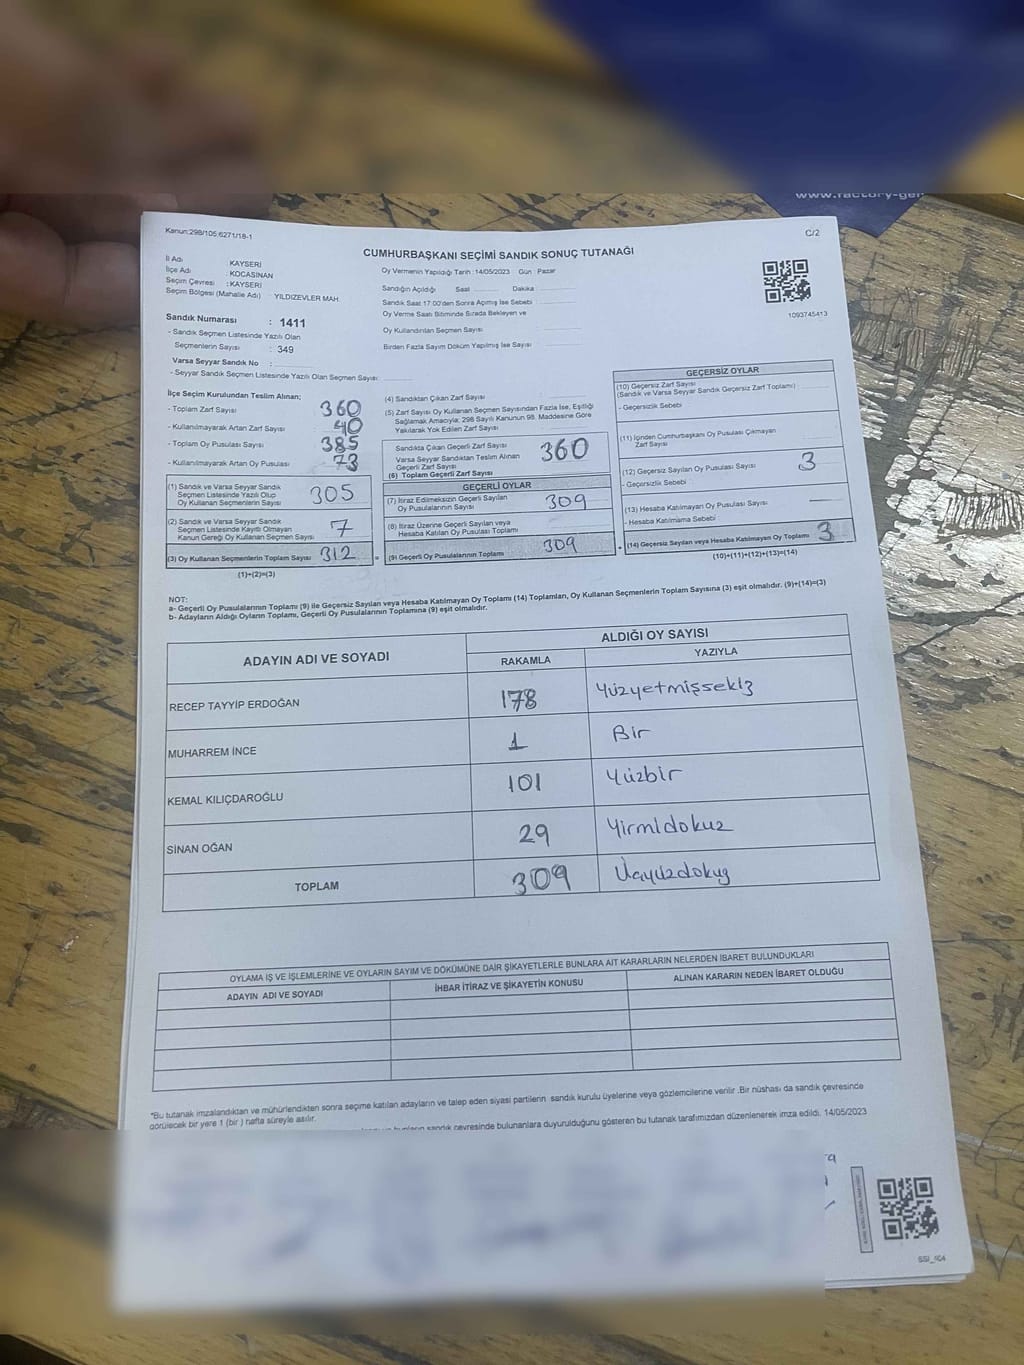 www.factory-ger
Kanun:298/105.6271/18-1
C/2
CUMHURBAŞKANI SEÇİMİ SANDIK SONUÇ TUTANAĞI
İl Adı : KAYSERİ
İlçe Adı : KOCASİNAN
Seçim Çevresi : KAYSERİ
Seçim Bölgesi (Mahalle Adı) : YILDIZEVLER MAH.
Oy Vermenin Yapıldığı Tarih : 14/05/2023 Gün : Pazar
Sandığın Açıldığı Saat Dakika
Sandık Saat 17:00'den Sonra Açılmış İse Sebebi
Oy Verme Saati Bitiminde Sırada Bekleyen ve
Oy Kullandırılan Seçmen Sayısı
Birden Fazla Sayım Döküm Yapılmış İse Sayısı
1093745413
Sandık Numarası : 1411
- Sandık Seçmen Listesinde Yazılı Olan
Seçmenlerin Sayısı : 349
Varsa Seyyar Sandık No :
- Seyyar Sandık Seçmen Listesinde Yazılı Olan Seçmen Sayısı:
İlçe Seçim Kurulundan Teslim Alınan;
- Toplam Zarf Sayısı 360
- Kullanılmayarak Artan Zarf Sayısı 40
- Toplam Oy Pusulası Sayısı 385
- Kullanılmayarak Artan Oy Pusulası 73
(1) Sandık ve Varsa Seyyar Sandık
Seçmen Listesinde Yazılı Olup
Oy Kullanan Seçmenlerin Sayısı 305
(2) Sandık ve Varsa Seyyar Sandık
Seçmen Listesinde Kayıtlı Olmayan
Kanun Gereği Oy Kullanan Seçmen Sayısı 7
(3) Oy Kullanan Seçmenlerin Toplam Sayısı 312
(1)+(2)=(3)
(4) Sandıktan Çıkan Zarf Sayısı
(5) Zarf Sayısı Oy Kullanan Seçmen Sayısından Fazla İse, Eşitliği
Sağlamak Amacıyla; 298 Sayılı Kanunun 98. Maddesine Göre
Yakılarak Yok Edilen Zarf Sayısı
Sandıkta Çıkan Geçerli Zarf Sayısı
Varsa Seyyar Sandıktan Teslim Alınan
Geçerli Zarf Sayısı
(6) Toplam Geçerli Zarf Sayısı 360
GEÇERLİ OYLAR
(7) İtiraz Edilmeksizin Geçerli Sayılan
Oy Pusulalarının Sayısı 309
(8) İtiraz Üzerine Geçerli Sayılan veya
Hesaba Katılan Oy Pusulası Toplamı
(9) Geçerli Oy Pusulalarının Toplamı 309
GEÇERSİZ OYLAR
(10) Geçersiz Zarf Sayısı
(Sandık ve Varsa Seyyar Sandık Geçersiz Zarf Toplamı)
- Geçersizlik Sebebi
(11) İçinden Cumhurbaşkanı Oy Pusulası Çıkmayan
Zarf Sayısı
(12) Geçersiz Sayılan Oy Pusulası Sayısı 3
- Geçersizlik Sebebi
(13) Hesaba Katılmayan Oy Pusulası Sayısı
- Hesaba Katılmama Sebebi
(14) Geçersiz Sayılan veya Hesaba Katılmayan Oy Toplamı 3
(10)+(11)+(12)+(13)=(14)
NOT:
a- Geçerli Oy Pusulalarının Toplamı (9) ile Geçersiz Sayılan veya Hesaba Katılmayan Oy Toplamı (14) Toplamları, Oy Kullanan Seçmenlerin Toplam Sayısına (3) eşit olmalıdır. (9)+(14)=(3)
b- Adayların Aldığı Oyların Toplamı, Geçerli Oy Pusulalarının Toplamına (9) eşit olmalıdır.
ADAYIN ADI VE SOYADI
ALDIĞI OY SAYISI
RAKAMLA YAZIYLA
RECEP TAYYİP ERDOĞAN 178 Yüzyetmişsekiz
MUHARREM İNCE 1 Bir
KEMAL KILIÇDAROĞLU 101 Yüzbir
SİNAN OĞAN 29 Yirmidokuz
TOPLAM 309 Üçyüzdokuz
OYLAMA İŞ VE İŞLEMLERİNE VE OYLARIN SAYIM VE DÖKÜMÜNE DAİR ŞİKAYETLERLE BUNLARA AİT KARARLARIN NELERDEN İBARET BULUNDUKLARI
ADAYIN ADI VE SOYADI İHBAR İTİRAZ VE ŞİKAYETİN KONUSU ALINAN KARARIN NEDEN İBARET OLDUĞU
*Bu tutanak imzalandıktan ve mühürlendikten sonra seçime katılan adayların ve talep eden siyasi partilerin sandık kurulu üyelerine veya gözlemcilerine verilir .Bir nüshası da sandık çevresinde
görülecek bir yere 1 (bir ) hafta süreyle asılır.
sandık çevresinde bulunanlara duyurulduğunu gösteren bu tutanak tarafımızdan düzenlenerek imza edildi. 14/05/2023